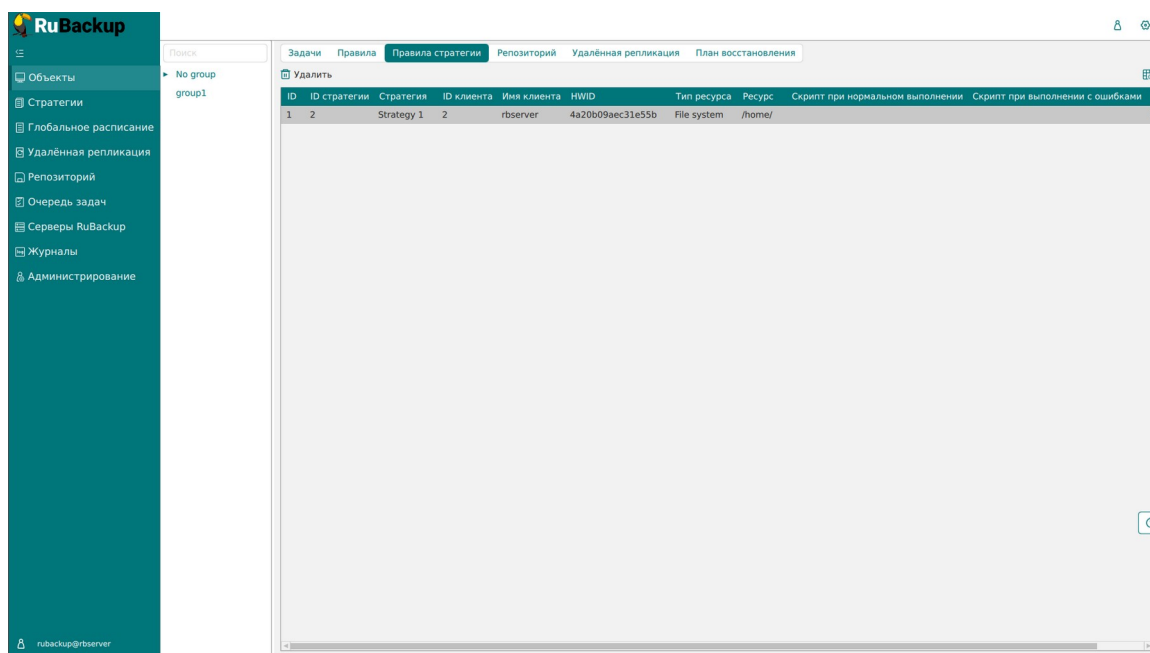 RuBackup
Объекты
Стратегии
Глобальное расписание
Удалённая репликация
Репозиторий
Очередь задач
Серверы RuBackup
Журналы
Администрирование
rubackup@rbserver
Поиск
No group
group1
Задачи Правила Правила стратегии Репозиторий Удалённая репликация План восстановления
Удалить
ID ID стратегии Стратегия ID клиента Имя клиента HWID Тип ресурса Ресурс Скрипт при нормальном выполнении Скрипт при выполнении с ошибками
1 2 Strategy 1 2 rbserver 4a20b09aec31e55b File system /home/